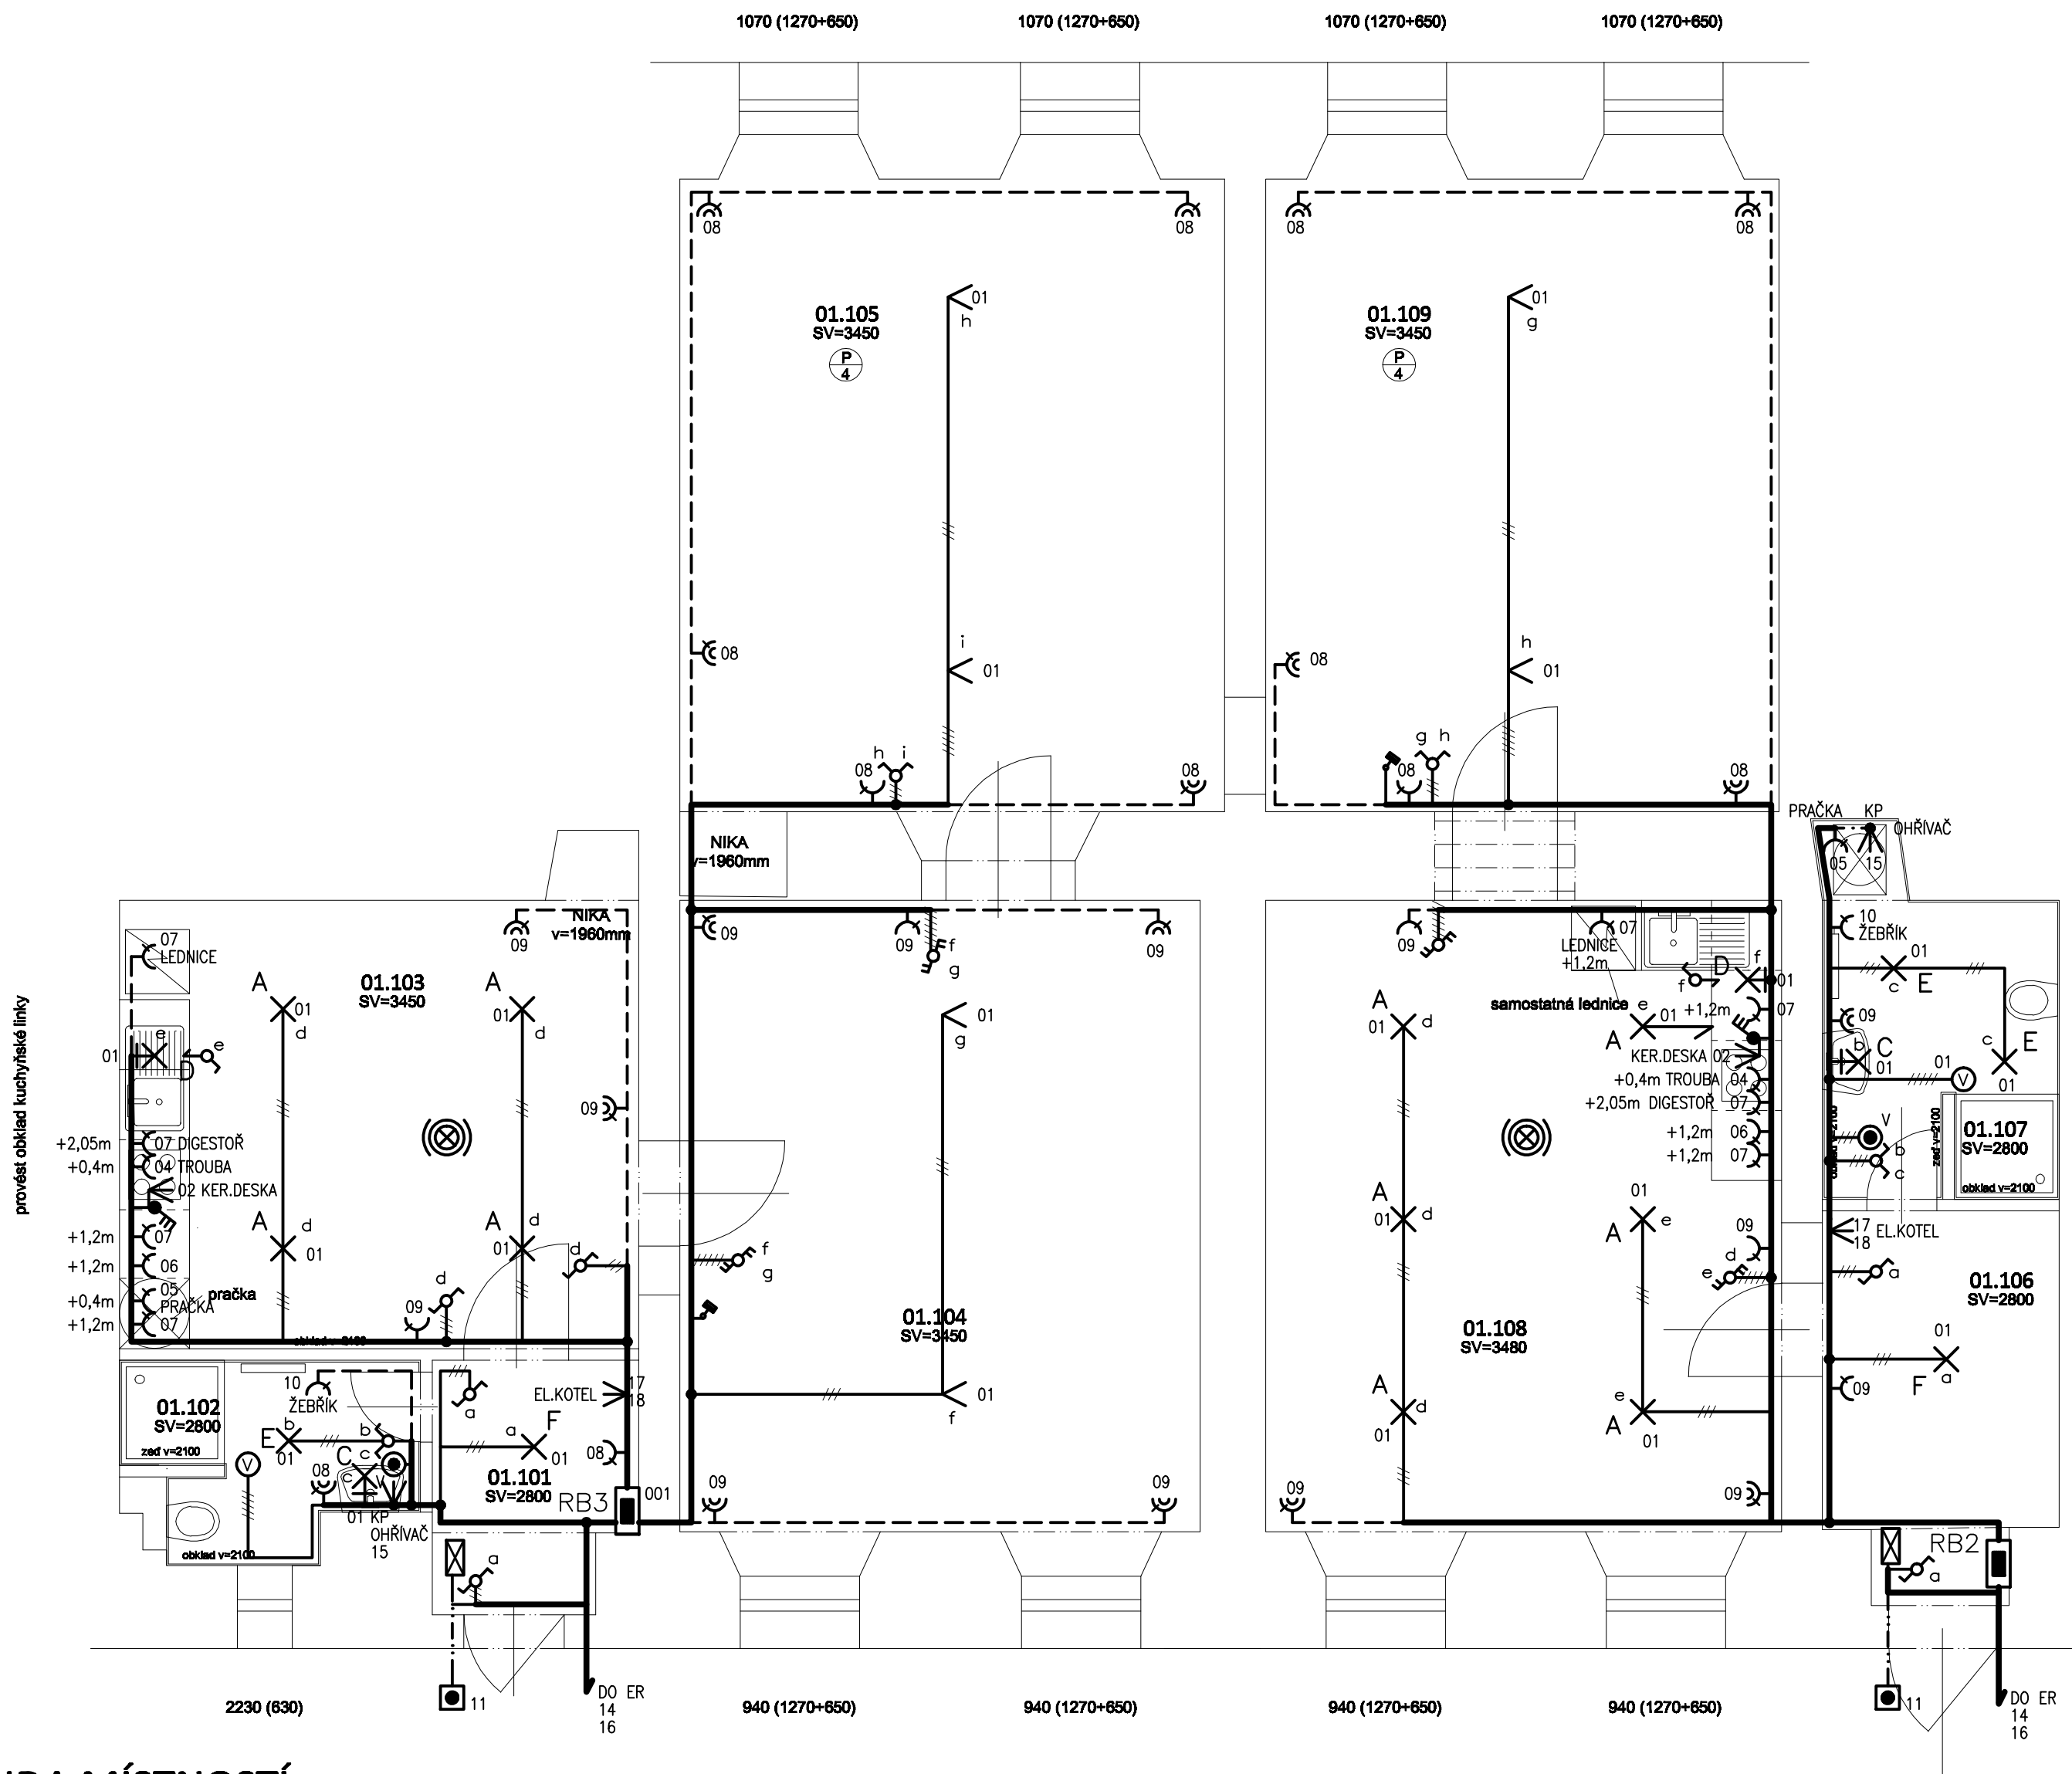 1070 (1270+650)
1070 (1270+650)
1070 (1270+650)
1070 (1270+650)
08
08
08
08
01
h
01.105
SV=3450
P
4
01
g
01.109
SV=3450
P
4
08
i
01
08
h
01
h i
08
08
g h
08
08
NIKA
v=1960mm
PRAČKA KP
OHŘÍVAČ
05 15
07
LEDNICE
NIKA
v=1960mm
09
09
09
f
g
09
09
07
LEDNICE
+1,2m
10
ŽEBŘÍK
01.103
SV=3450
A
01
d
A
01
d
01
g
A
01
d
samostatná lednice
f
D
f
01
+1,2m
07
e
01
A
01
c
E
09
provést obklad kuchyňské linky
01
e
e
D
09
KER.DESKA 02
+0,4m TROUBA 04
+2,05m DIGESTOŘ 07
+1,2m 06
+1,2m 07
b
C
01
01
V
c
E
01
+2,05m
07 DIGESTOŘ
+0,4m
04 TROUBA
02 KER.DESKA
+1,2m
07
+1,2m
06
+0,4m
05
PRAČKA
pračka
+1,2m
07
obklad v=2100
obklad v=2100
zeď v=2100
V
b
c
01.107
SV=2800
obklad v=2100
A
d
01
A
d
01
d
d
09
f
g
A
01
d
01
e
A
09
d
e
17
18
EL.KOTEL
a
01.106
SV=2800
01.104
SV=3450
01.108
SV=3480
01
F
a
09
10
ŽEBŘÍK
01.102
SV=2800
zeď v=2100
E
b
01
b
C
c
c
V
V
08
01 KP
OHŘÍVAČ
15
obklad v=2100
a
EL.KOTEL
17
18
F
a
01
08
01.101
SV=2800
RB3
001
01
f
A
d
01
e
A
01
09
09
09
09
09
RB2
a
a
11
DO ER
14
16
11
DO ER
14
16
2230 (630)
940 (1270+650)
940 (1270+650)
940 (1270+650)
940 (1270+650)